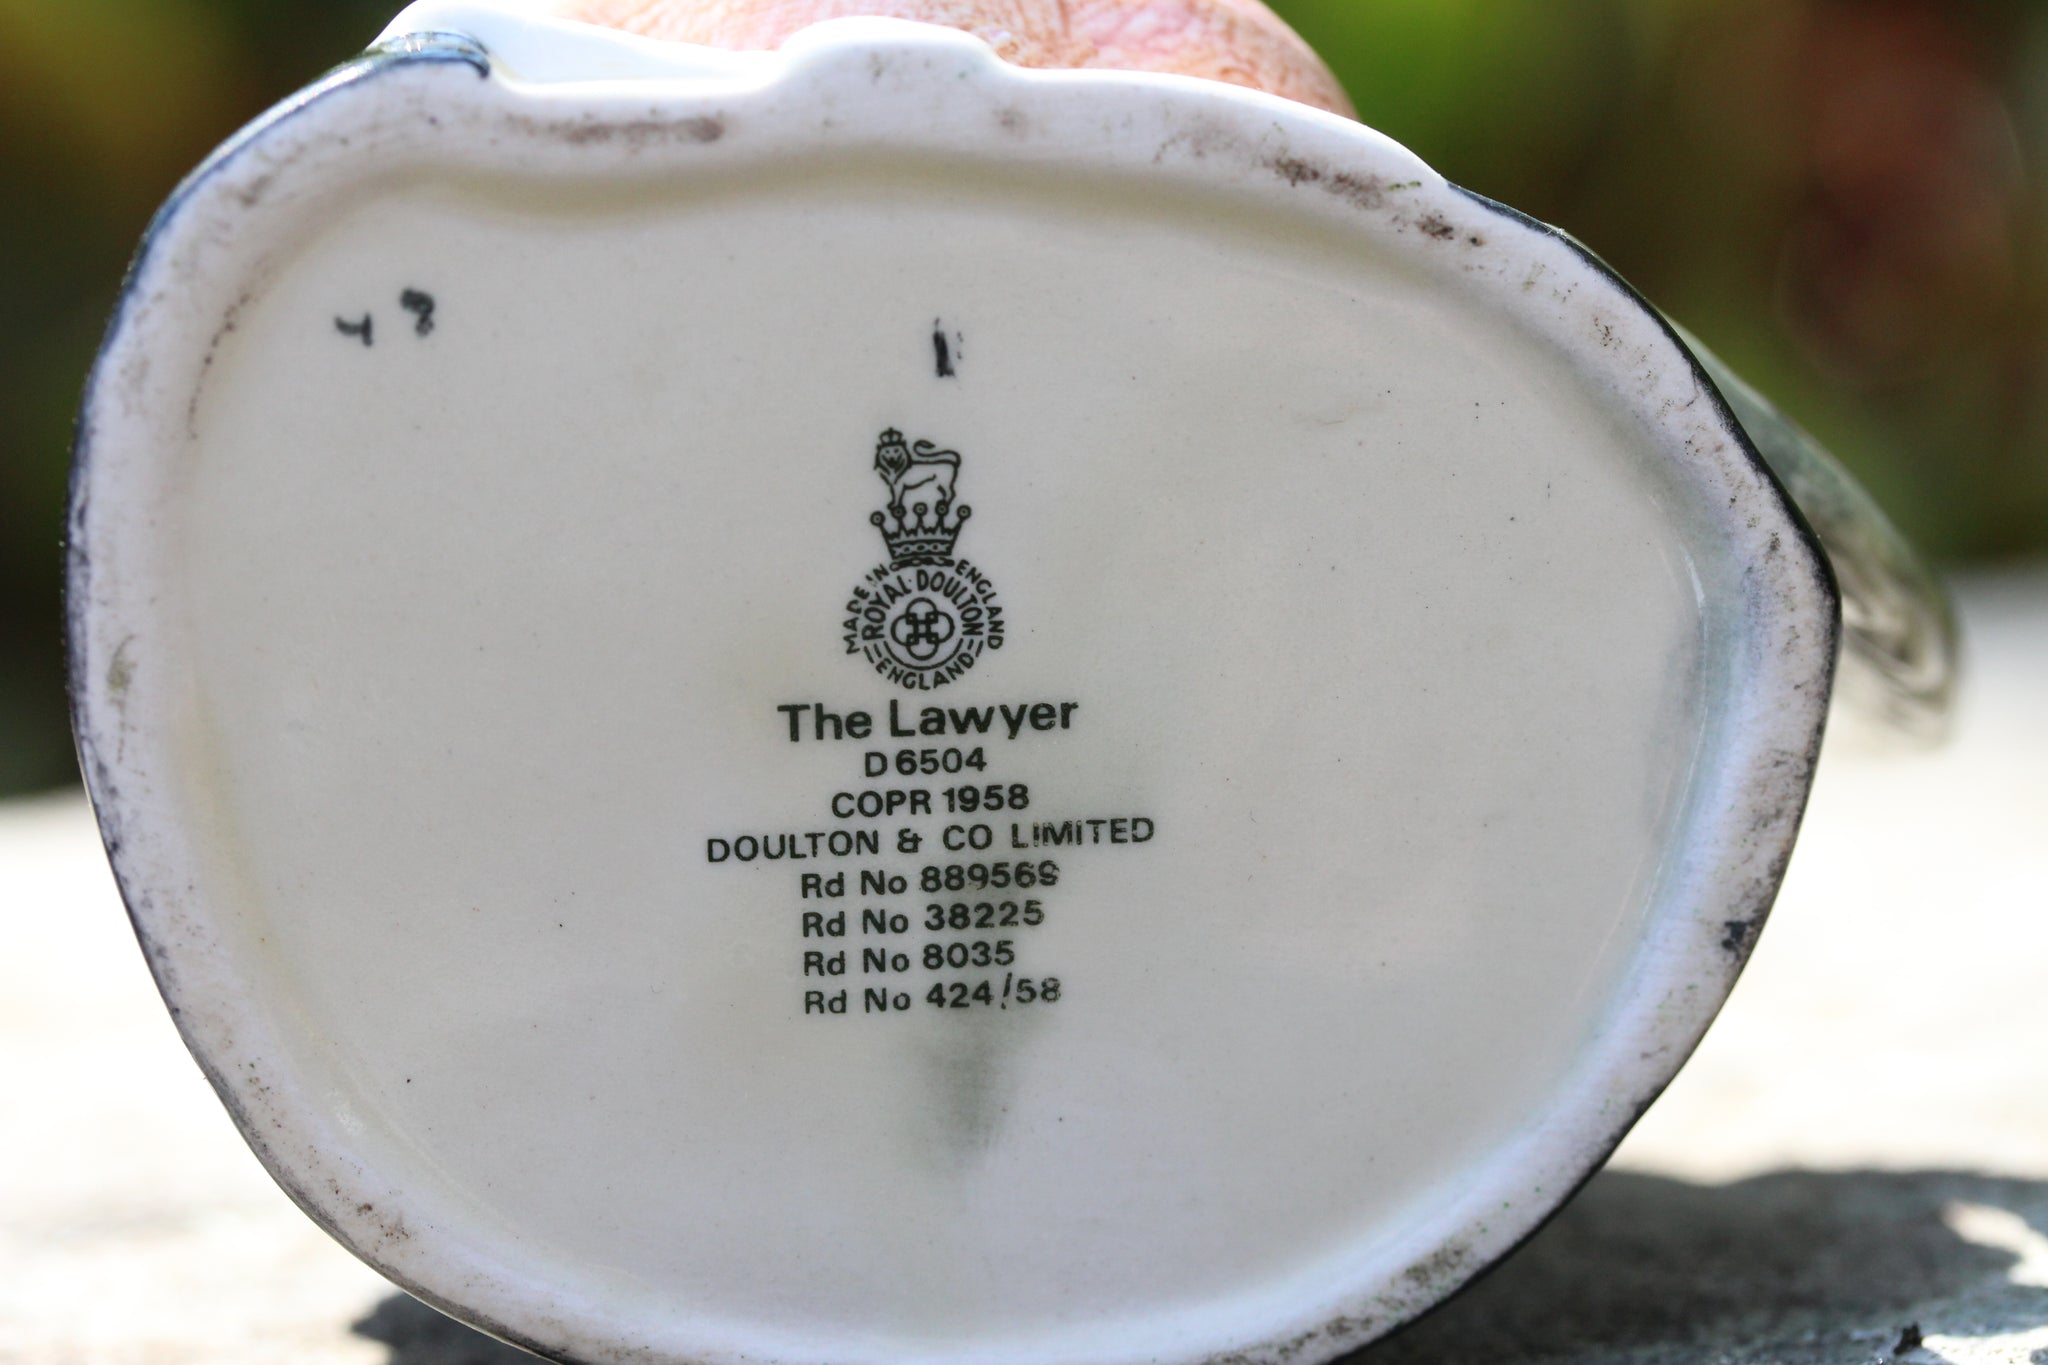 MADE IN ENGLAND
ROYAL·DOULTON
ENGLAND
The Lawyer
D 6504
COPR 1958
DOULTON & CO LIMITED
Rd No 889569
Rd No 38225
Rd No 8035
Rd No 424/58